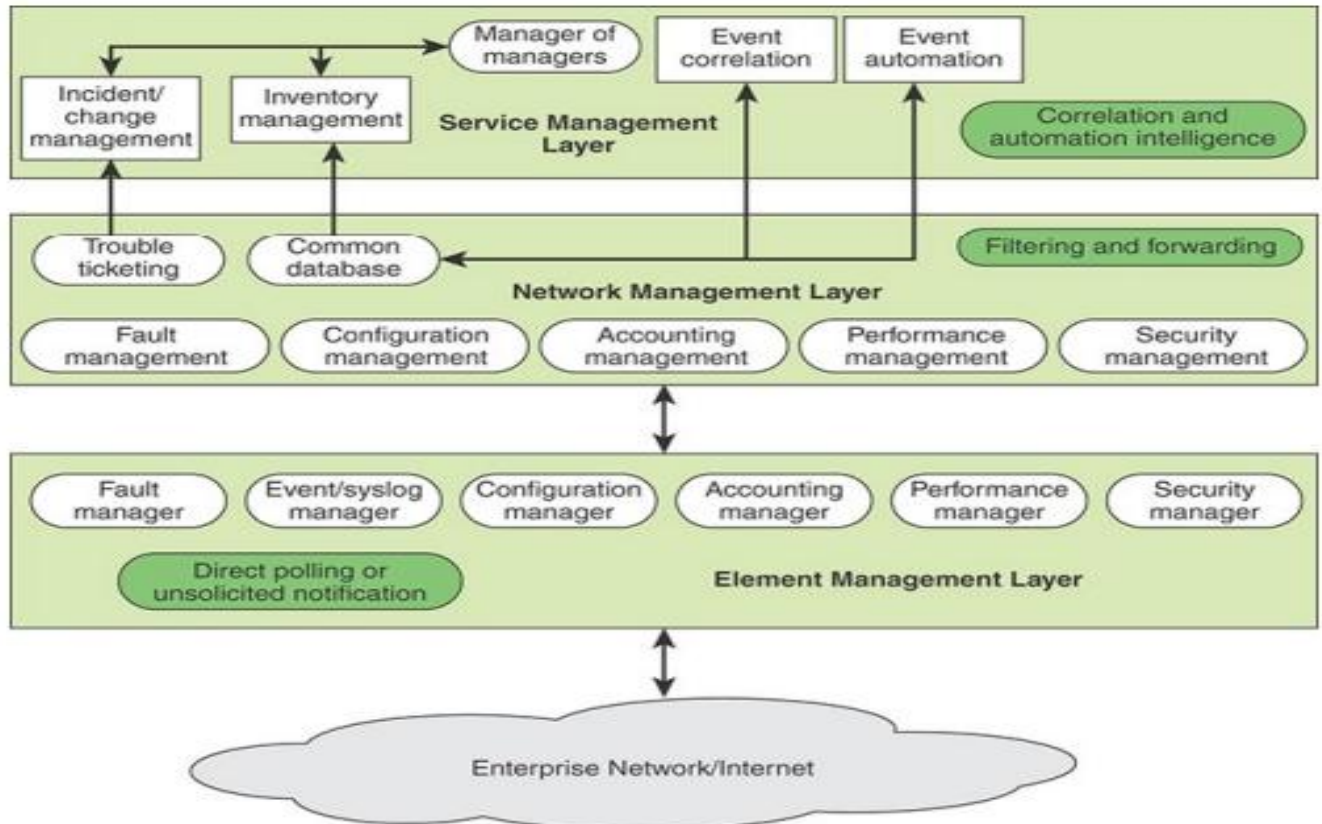 Manager of
managers
Event
correlation
Event
automation
Incident/
change
management
Inventory
management
Service Management
Layer
Correlation and
automation intelligence
Trouble
ticketing
Common
database
Filtering and forwarding
Network Management Layer
Fault
management
Configuration
management
Accounting
management
Performance
management
Security
management
Fault
manager
Event/syslog
manager
Configuration
manager
Accounting
manager
Performance
manager
Security
manager
Direct polling or
unsolicited notification
Element Management Layer
Enterprise Network/Internet